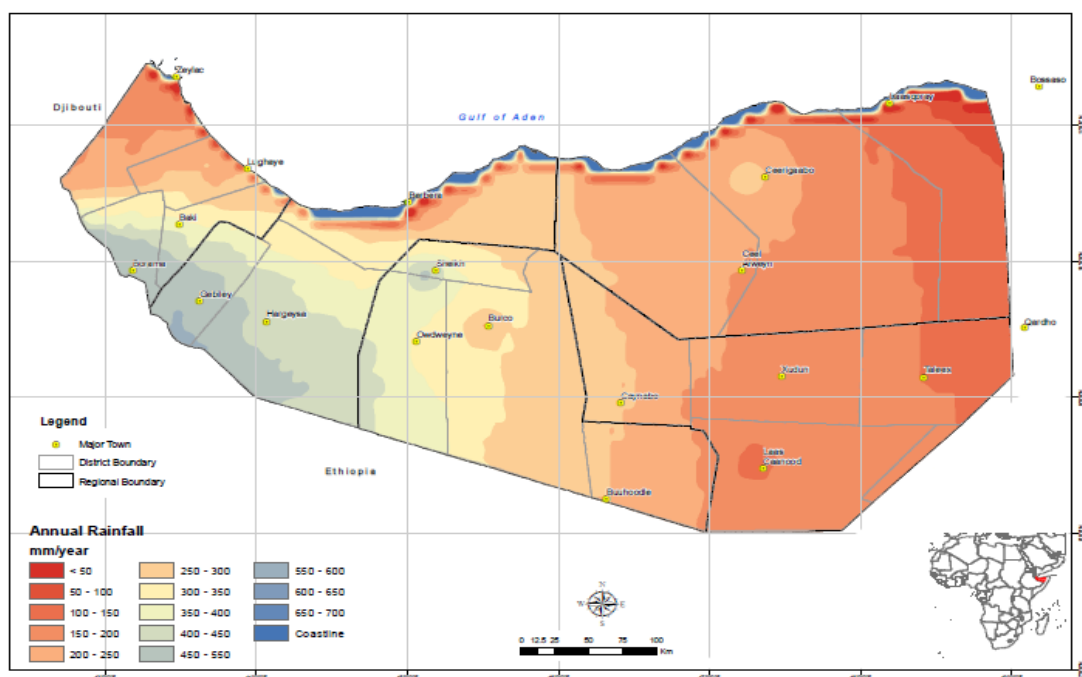 Zeylac
Bossaso
Djibouti
Gulf of Aden
Laasqoray
Lughaye
Ceerigaabo
Berbera
Baki
Borama
Sheikh
Ceel
Afweyn
Gebiley
Hargeysa
Burco
Owdweyne
Qardho
Xudun
Taleex
Caynabo
Legend
Major Town
District Boundary
Regional Boundary
Ethiopia
Laas
Caanood
Buuhoodle
Annual Rainfall
mm/year
< 50
50 - 100
100 - 150
150 - 200
200 - 250
250 - 300
300 - 350
350 - 400
400 - 450
450 - 550
550 - 600
600 - 650
650 - 700
Coastline
N
W E
S
0 12.5 25 50 75 100
Km